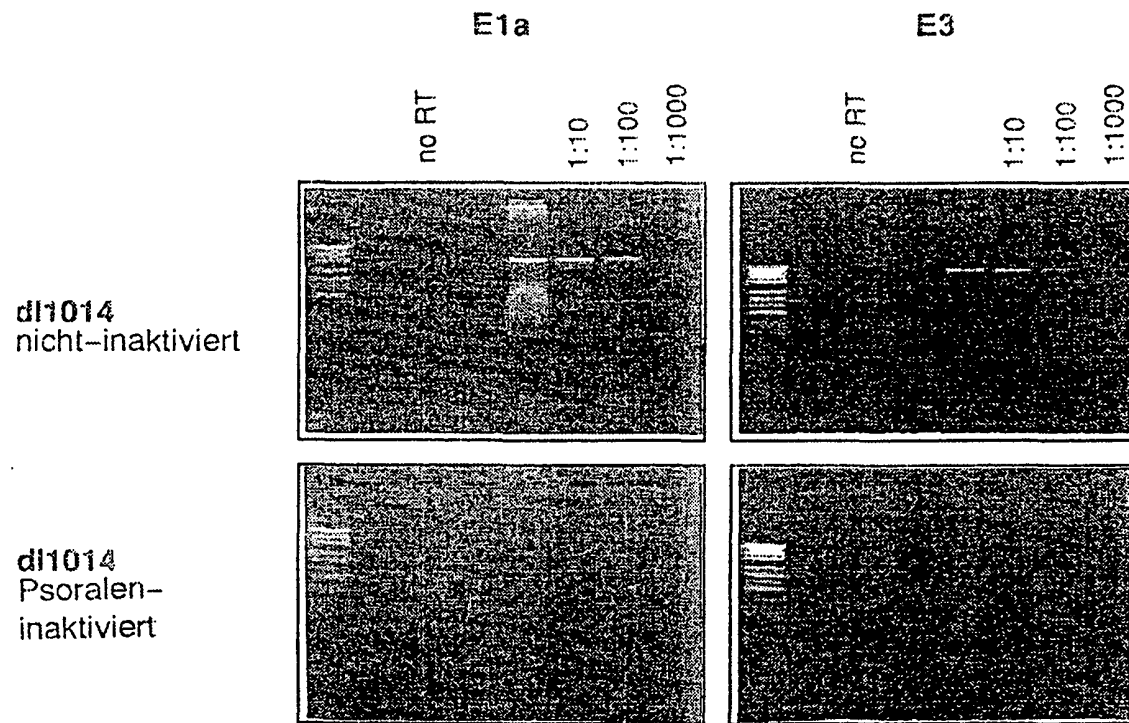 E1a
E3
no RT
1:10
1:100
1:1000
no RT
1:10
1:100
1:1000
dl1014
nicht-inaktiviert
dl1014
Psoralen-
inaktiviert